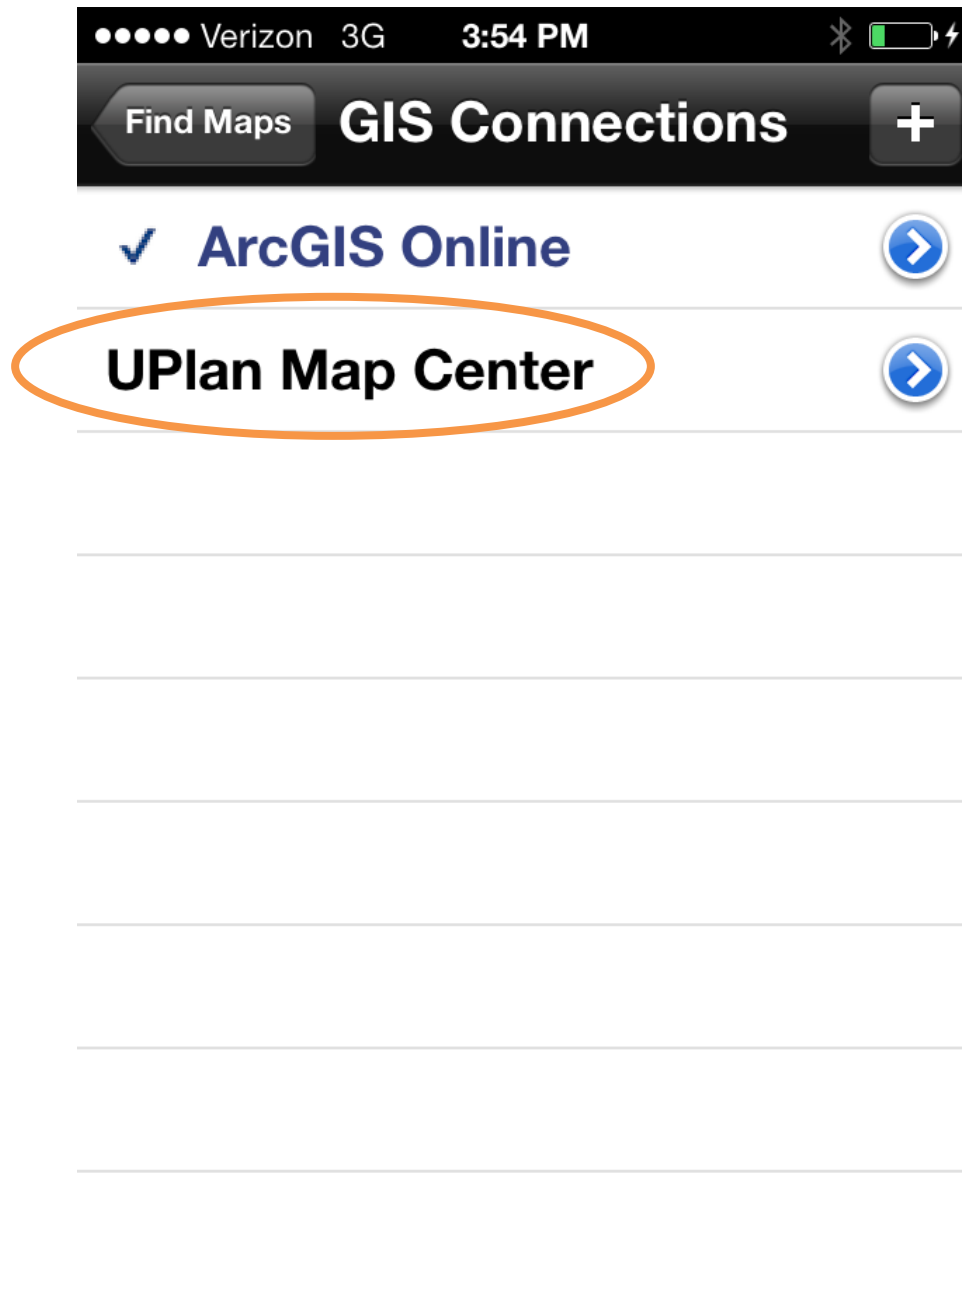 Verizon 3G 3:54 PM
Find Maps GIS Connections +
✓ ArcGIS Online
UPlan Map Center